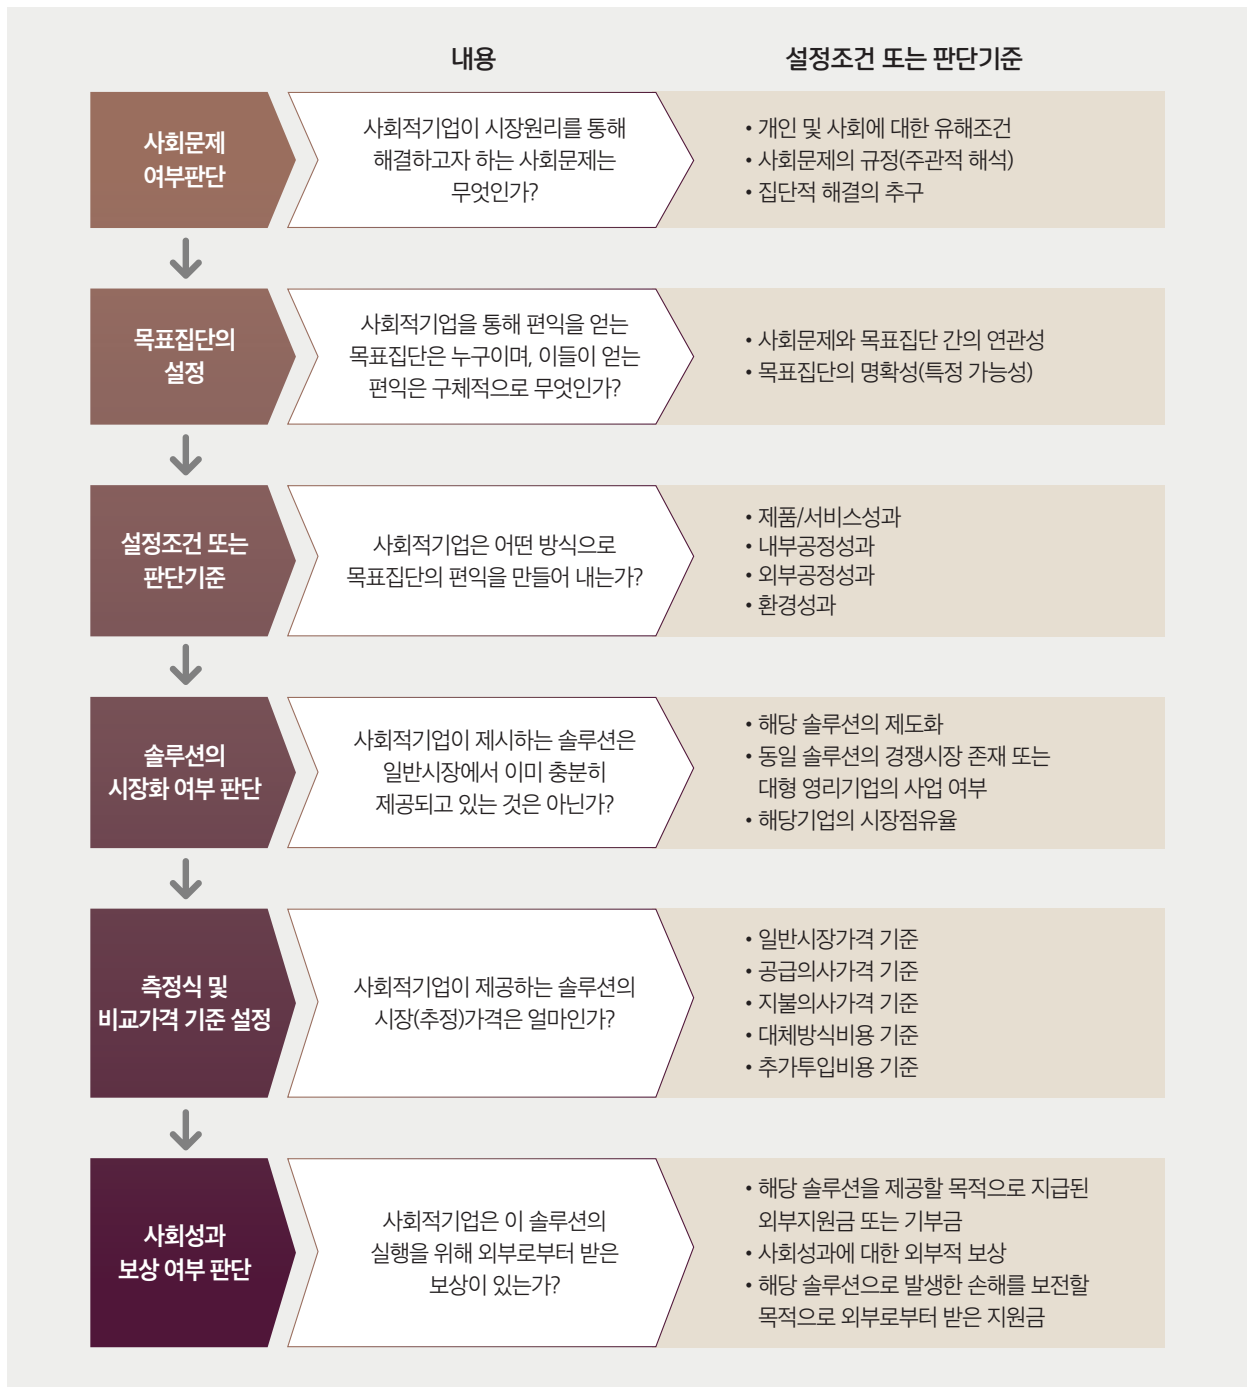 내용
설정조건 또는 판단기준
사회문제
여부판단
사회적기업이 시장원리를 통해
해결하고자 하는 사회문제는
무엇인가?
• 개인 및 사회에 대한 유해조건
• 사회문제의 규정(주관적 해석)
• 집단적 해결의 추구
목표집단의
설정
사회적기업을 통해 편익을 얻는
목표집단은 누구이며, 이들이 얻는
편익은 구체적으로 무엇인가?
• 사회문제와 목표집단 간의 연관성
• 목표집단의 명확성(특정 가능성)
설정조건 또는
판단기준
사회적기업은 어떤 방식으로
목표집단의 편익을 만들어 내는가?
• 제품/서비스성과
• 내부공정성과
• 외부공정성과
• 환경성과
솔루션의
시장화 여부 판단
사회적기업이 제시하는 솔루션은
일반시장에서 이미 충분히
제공되고 있는 것은 아닌가?
• 해당 솔루션의 제도화
• 동일 솔루션의 경쟁시장 존재 또는
대형 영리기업의 사업 여부
• 해당기업의 시장점유율
측정식 및
비교가격 기준 설정
사회적기업이 제공하는 솔루션의
시장(추정)가격은 얼마인가?
• 일반시장가격 기준
• 공급의사가격 기준
• 지불의사가격 기준
• 대체방식비용 기준
• 추가투입비용 기준
사회성과
보상 여부 판단
사회적기업은 이 솔루션의
실행을 위해 외부로부터 받은
보상이 있는가?
• 해당 솔루션을 제공할 목적으로 지급된
외부지원금 또는 기부금
• 사회성과에 대한 외부적 보상
• 해당 솔루션으로 발생한 손해를 보전할
목적으로 외부로부터 받은 지원금